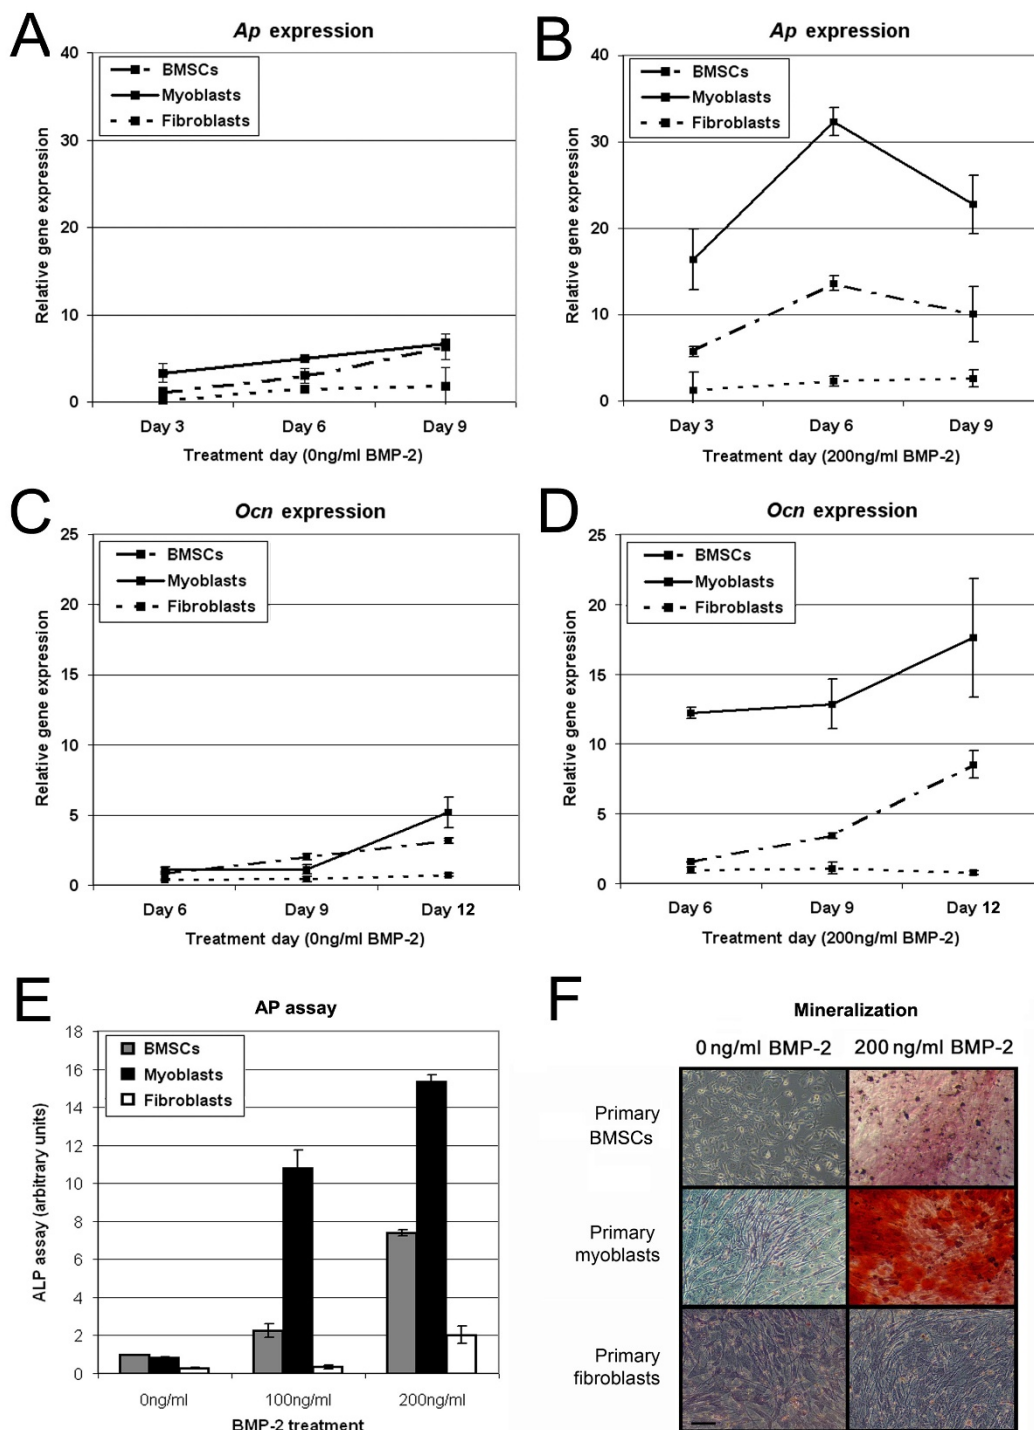 A
Ap expression
40
30
20
10
0
Relative gene expression
BMSCs
Myoblasts
Fibroblasts
Day 3 Day 6 Day 9
Treatment day (0ng/ml BMP-2)
B
Ap expression
40
30
20
10
0
Relative gene expression
BMSCs
Myoblasts
Fibroblasts
Day 3 Day 6 Day 9
Treatment day (200ng/ml BMP-2)
C
Ocn expression
25
20
15
10
5
0
Relative gene expression
BMSCs
Myoblasts
Fibroblasts
Day 6 Day 9 Day 12
Treatment day (0ng/ml BMP-2)
D
Ocn expression
25
20
15
10
5
0
Relative gene expression
BMSCs
Myoblasts
Fibroblasts
Day 6 Day 9 Day 12
Treatment day (200ng/ml BMP-2)
E
AP assay
18
16
14
12
10
8
6
4
2
0
ALP assay (arbitrary units)
BMSCs
Myoblasts
Fibroblasts
0ng/ml 100ng/ml 200ng/ml
BMP-2 treatment
F
Mineralization
0 ng/ml BMP-2 200 ng/ml BMP-2
Primary
BMSCs
Primary
myoblasts
Primary
fibroblasts